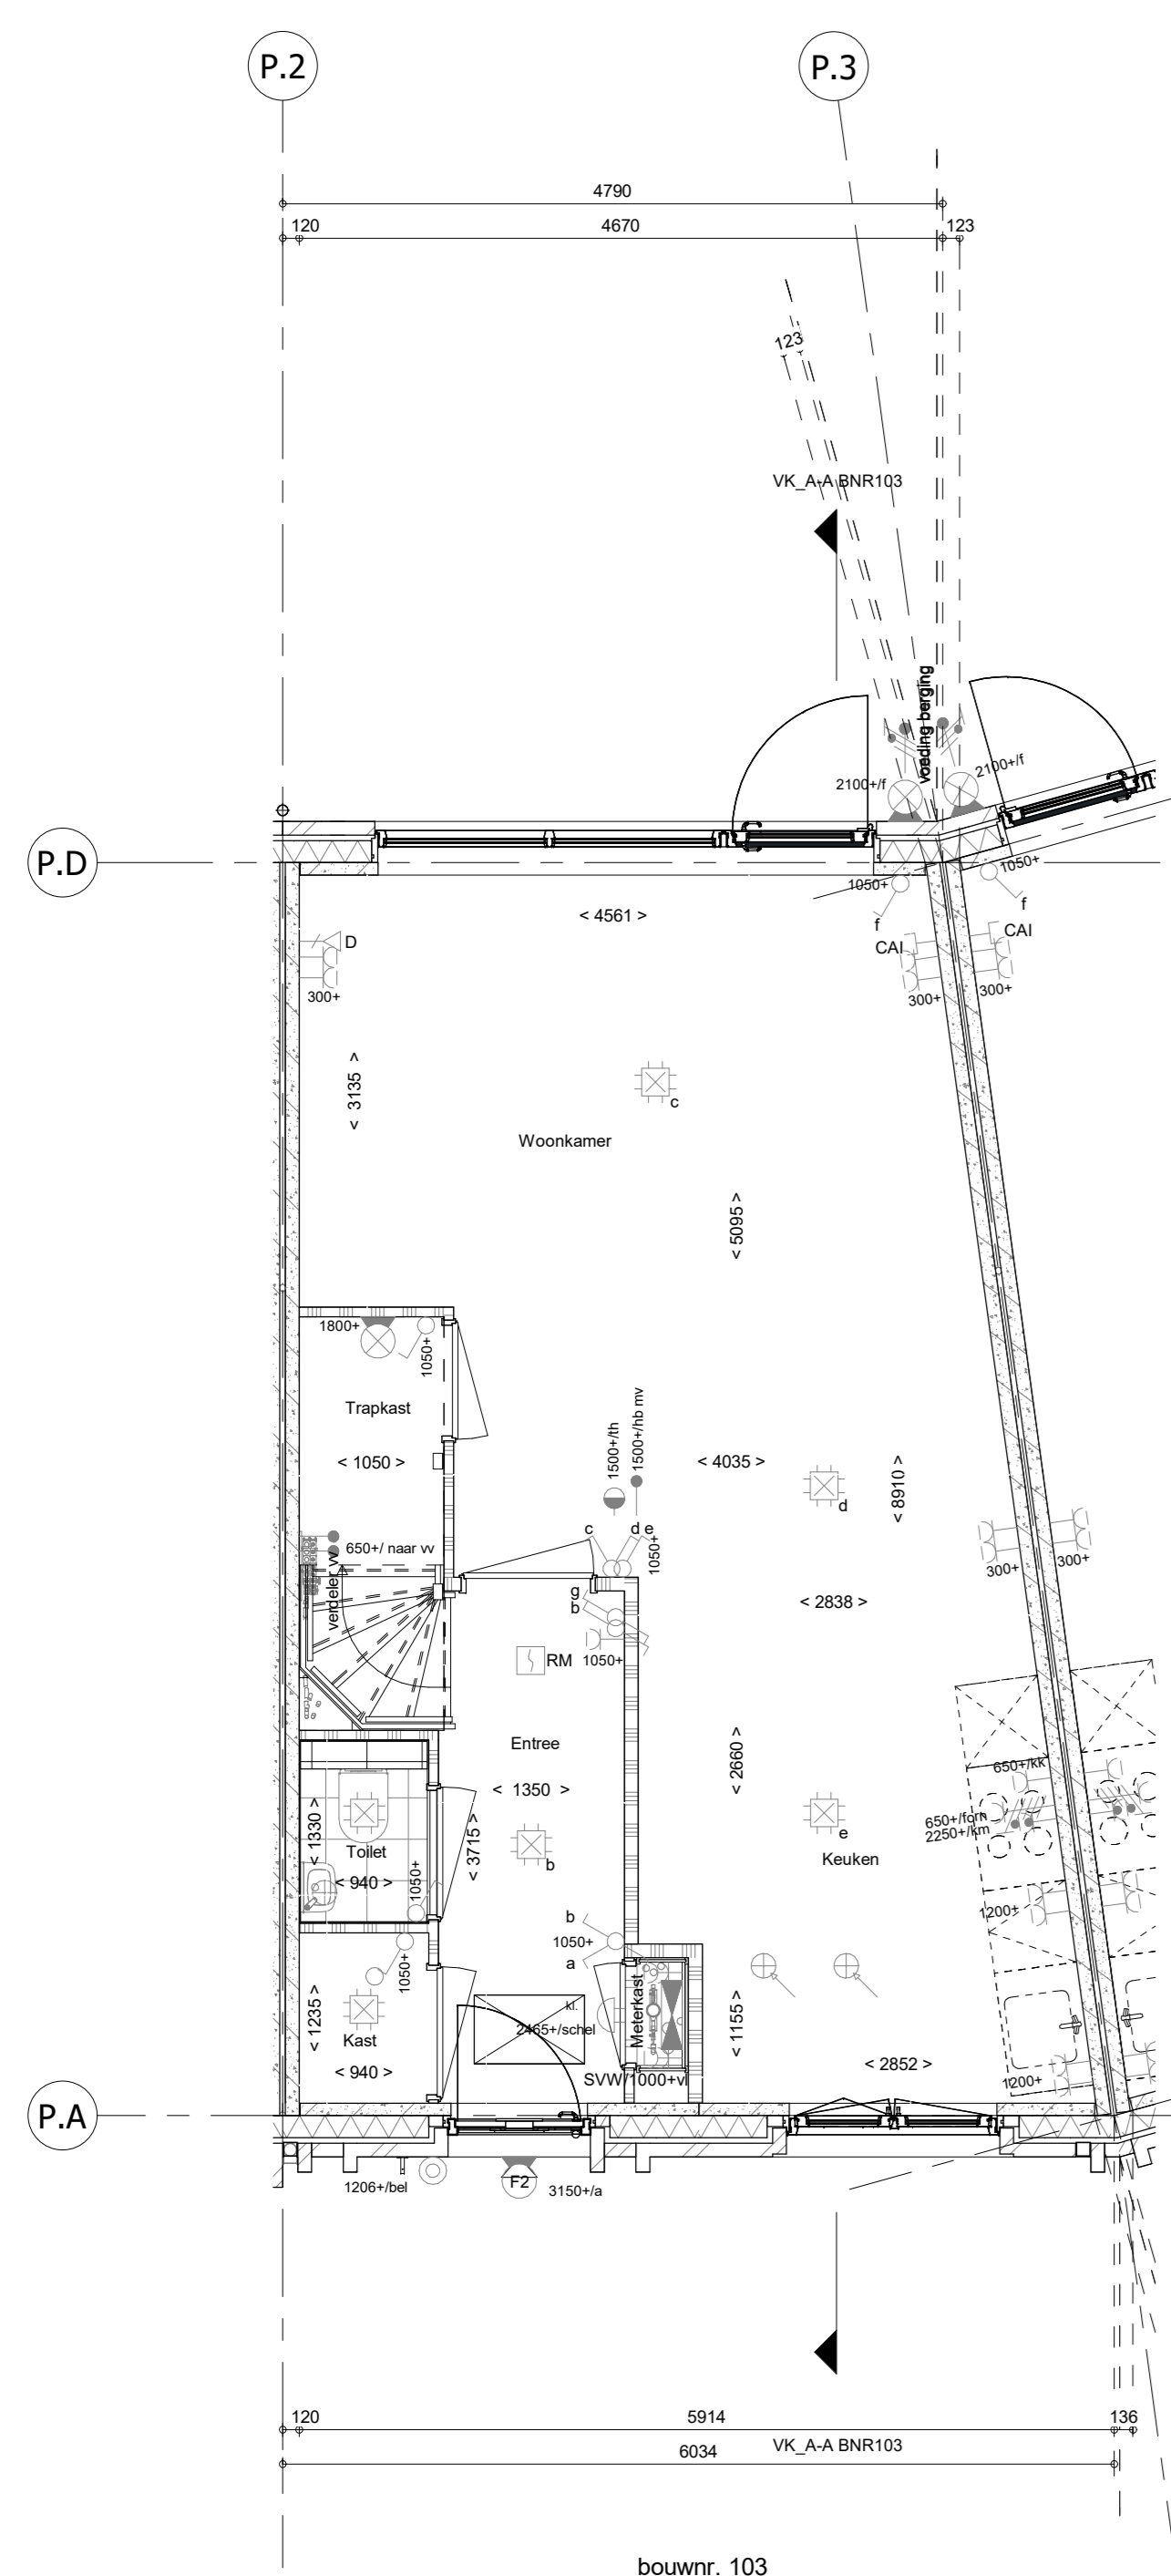 P.2
P.3
4790
120
4670
123
123
VK_A-A BNR103
voeding berging
2100+/f
2100+/f
P.D
1050+
1050+
f
f
< 4561 >
D
CAI
CAI
300+
300+
300+
< 3135 >
c
Woonkamer
< 5095 >
1800+
1050+
Trapkast
1500+/th
1500+/hb mv
< 1050 >
< 4035 >
< 8910 >
d
c
d e
1050+
650+/ naar vv
verdeler vv
300+
300+
g
b
1050+
< 2838 >
RM
Entree
< 2660 >
650+/kk
< 1350 >
< 1330 >
650+/forn
2250+/km
e
Toilet
< 3715 >
b
Keuken
< 940 >
1050+
1200+
b
1050+
a
1050+
kl.
2465+/schel
Meterkast
< 1235 >
Kast
< 1155 >
< 940 >
< 2852 >
SVW/1000+vl
1200+
P.A
1206+/bel
F2
3150+/a
120
5914
136
6034
VK_A-A BNR103
bouwnr. 103